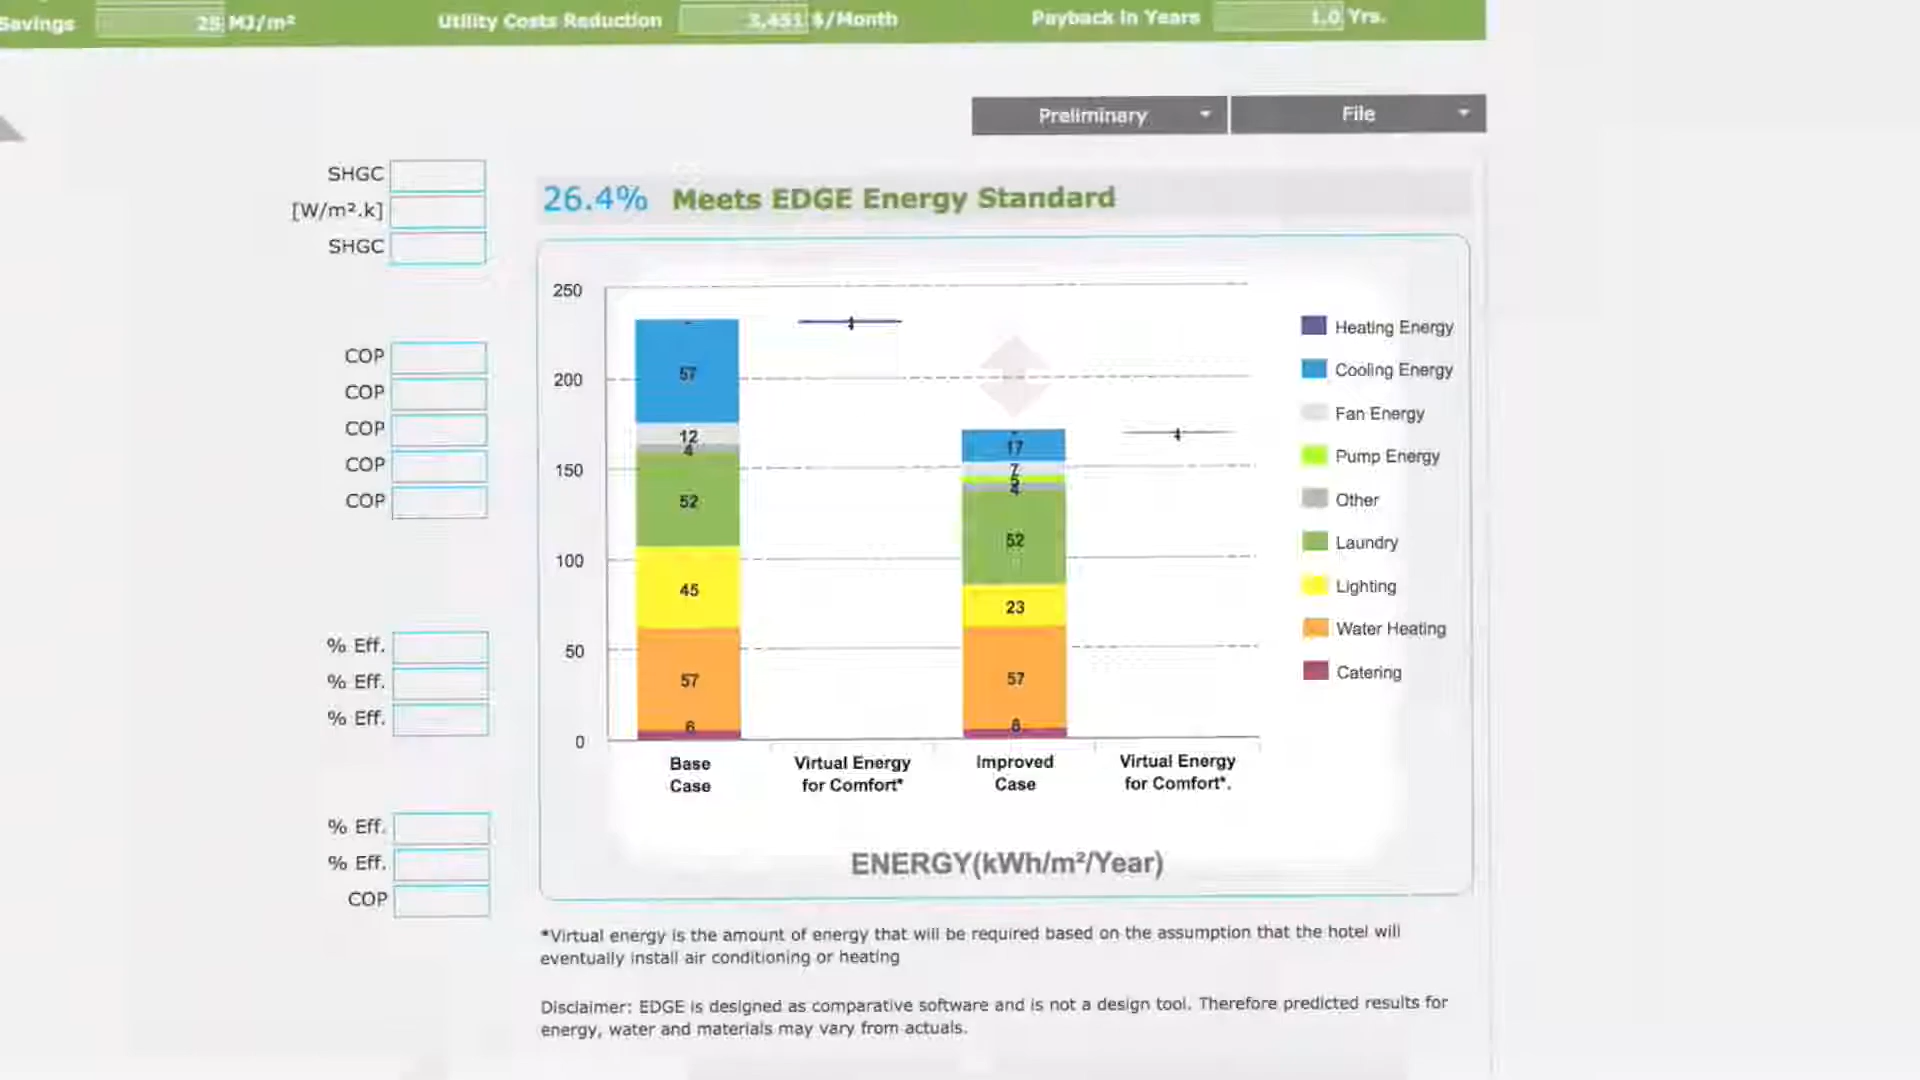 Savings 25 MJ/m² Utility Costs Reduction 3,451 $/Month Payback in Years 1.0 Yrs.
Preliminary File
SHGC
[W/m².k]
SHGC
COP
COP
COP
COP
COP
% Eff.
% Eff.
% Eff.
% Eff.
% Eff.
COP
26.4% Meets EDGE Energy Standard
250
200
150
100
50
0
57
12
4
52
45
57
6
17
7
5
4
52
23
57
Base
Case
Virtual Energy
for Comfort*
Improved
Case
Virtual Energy
for Comfort*.
ENERGY(kWh/m²/Year)
Heating Energy
Cooling Energy
Fan Energy
Pump Energy
Other
Laundry
Lighting
Water Heating
Catering
*Virtual energy is the amount of energy that will be required based on the assumption that the hotel will
eventually install air conditioning or heating
Disclaimer: EDGE is designed as comparative software and is not a design tool. Therefore predicted results for
energy, water and materials may vary from actuals.